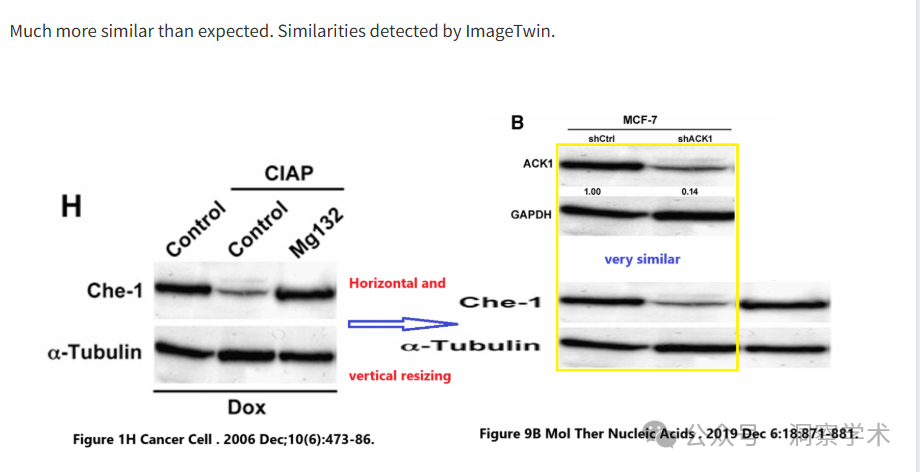 Much more similar than expected. Similarities detected by ImageTwin.
H
CIAP
Control
Control
Mg132
Che-1
α-Tubulin
Dox
Figure 1H Cancer Cell . 2006 Dec;10(6):473-86.
Horizontal and
vertical resizing
B
MCF-7
shCtrl shACK1
ACK1
1.00 0.14
GAPDH
very similar
Che-1
α-Tubulin
Figure 9B Mol Ther Nucleic Acids . 2019 Dec 6:18:871-881.
公众号 洞察学术